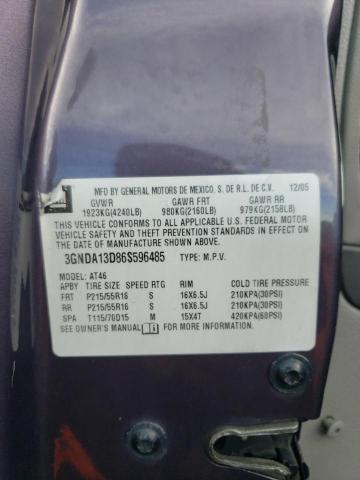 MFD BY GENERAL MOTORS DE MEXICO, S. DE R.L. DE C.V. 12/05
GVWR GAWR FRT GAWR RR
1923KG(4240LB) 980KG(2160LB) 979KG(2158LB)
THIS VEHICLE CONFORMS TO ALL APPLICABLE U.S. FEDERAL MOTOR
VEHICLE SAFETY AND THEFT PREVENTION STANDARDS IN EFFECT ON
THE DATE OF MANUFACTURE SHOWN ABOVE.
3GNDA13D86S596485 TYPE: M.P.V.
MODEL: AT46
APBY TIRE SIZE SPEED RTG RIM COLD TIRE PRESSURE
FRT P215/55R16 S 16X6.5J 210KPA(30PSI)
RR P215/55R16 S 16X6.5J 210KPA(30PSI)
SPA T115/70D15 M 15X4T 420KPA(60PSI)
SEE OWNER'S MANUAL FOR ADDITIONAL INFORMATION.